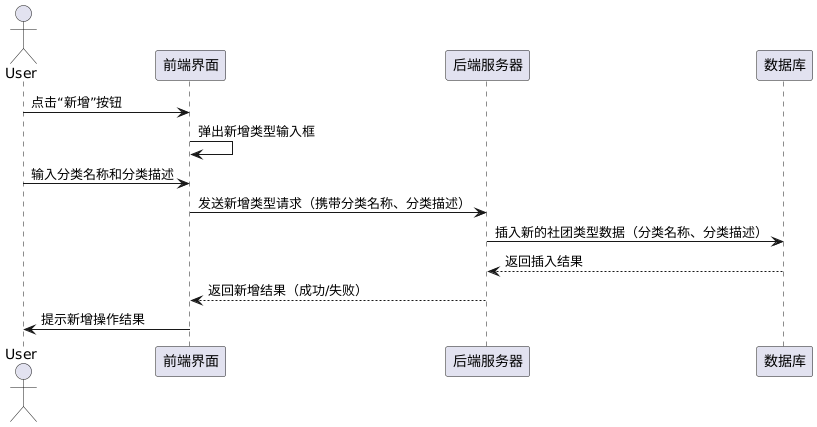 User
前端界面
后端服务器
数据库
点击“新增”按钮
弹出新增类型输入框
输入分类名称和分类描述
发送新增类型请求（携带分类名称、分类描述）
插入新的社团类型数据（分类名称、分类描述）
返回插入结果
返回新增结果（成功/失败）
提示新增操作结果
User
前端界面
后端服务器
数据库